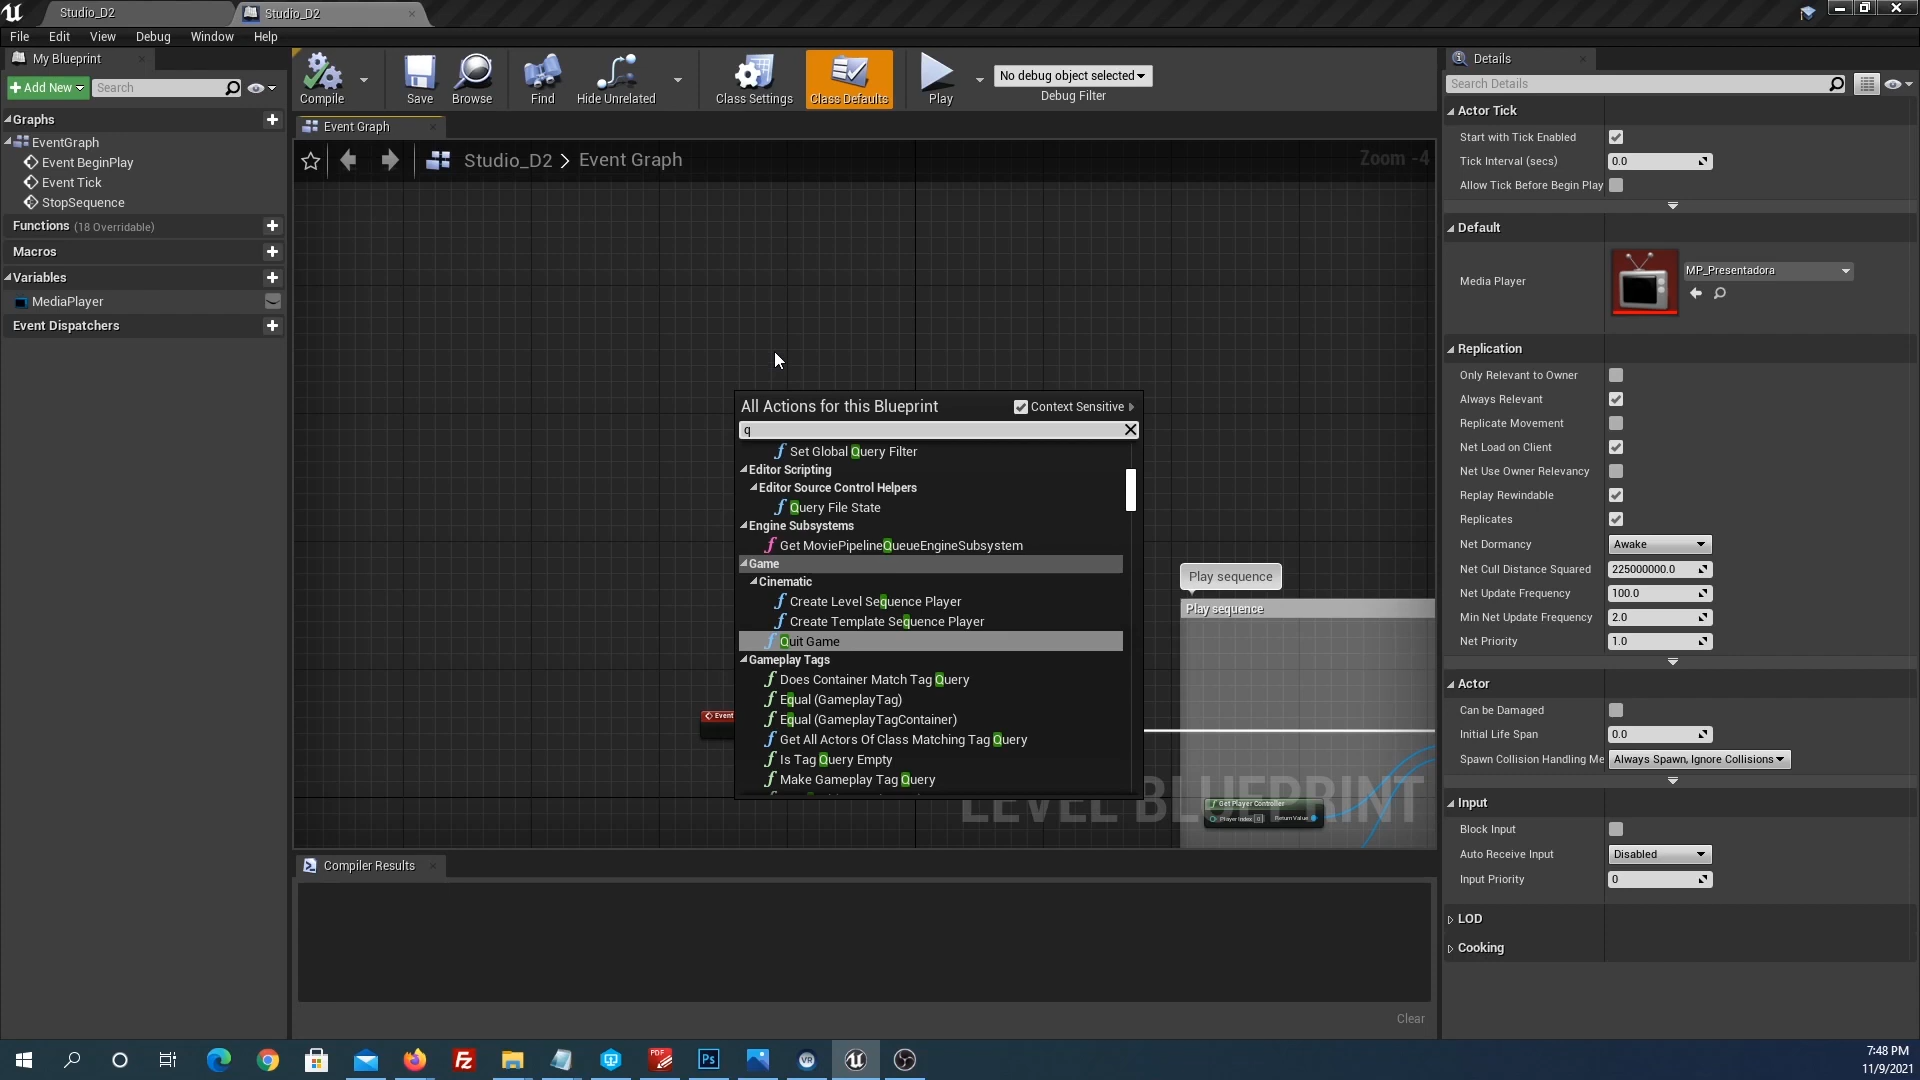 Studio_D2
Studio_D2
File Edit View Debug Window Help
My Blueprint
Add New
Search
Graphs
EventGraph
Event BeginPlay
Event Tick
StopSequence
Functions (18 Overridable)
Macros
Variables
MediaPlayer
Event Dispatchers
Compile
Save
Browse
Find
Hide Unrelated
Class Settings
Class Defaults
Play
No debug object selected
Debug Filter
Event Graph
Studio_D2 > Event Graph
Zoom -4
All Actions for this Blueprint
Context Sensitive
q
Set Global Query Filter
Editor Scripting
Editor Source Control Helpers
Query File State
Engine Subsystems
Get MoviePipelineQueueEngineSubsystem
Game
Cinematic
Create Level Sequence Player
Create Template Sequence Player
Quit Game
Gameplay Tags
Does Container Match Tag Query
Equal (GameplayTag)
Equal (GameplayTagContainer)
Get All Actors Of Class Matching Tag Query
Is Tag Query Empty
Make Gameplay Tag Query
Event
Play sequence
Play sequence
Get Player Controller
Player Index 0 Return Value
LEVEL BLUEPRINT
Compiler Results
Clear
Details
Search Details
Actor Tick
Start with Tick Enabled
Tick Interval (secs) 0.0
Allow Tick Before Begin Play
Default
Media Player
MP_Presentadora
Replication
Only Relevant to Owner
Always Relevant
Replicate Movement
Net Load on Client
Net Use Owner Relevancy
Replay Rewindable
Replicates
Net Dormancy Awake
Net Cull Distance Squared 225000000.0
Net Update Frequency 100.0
Min Net Update Frequency 2.0
Net Priority 1.0
Actor
Can be Damaged
Initial Life Span 0.0
Spawn Collision Handling Me Always Spawn, Ignore Collisions
Input
Block Input
Auto Receive Input Disabled
Input Priority 0
LOD
Cooking
Fz
PDF
Ps
VR
7:48 PM
11/9/2021